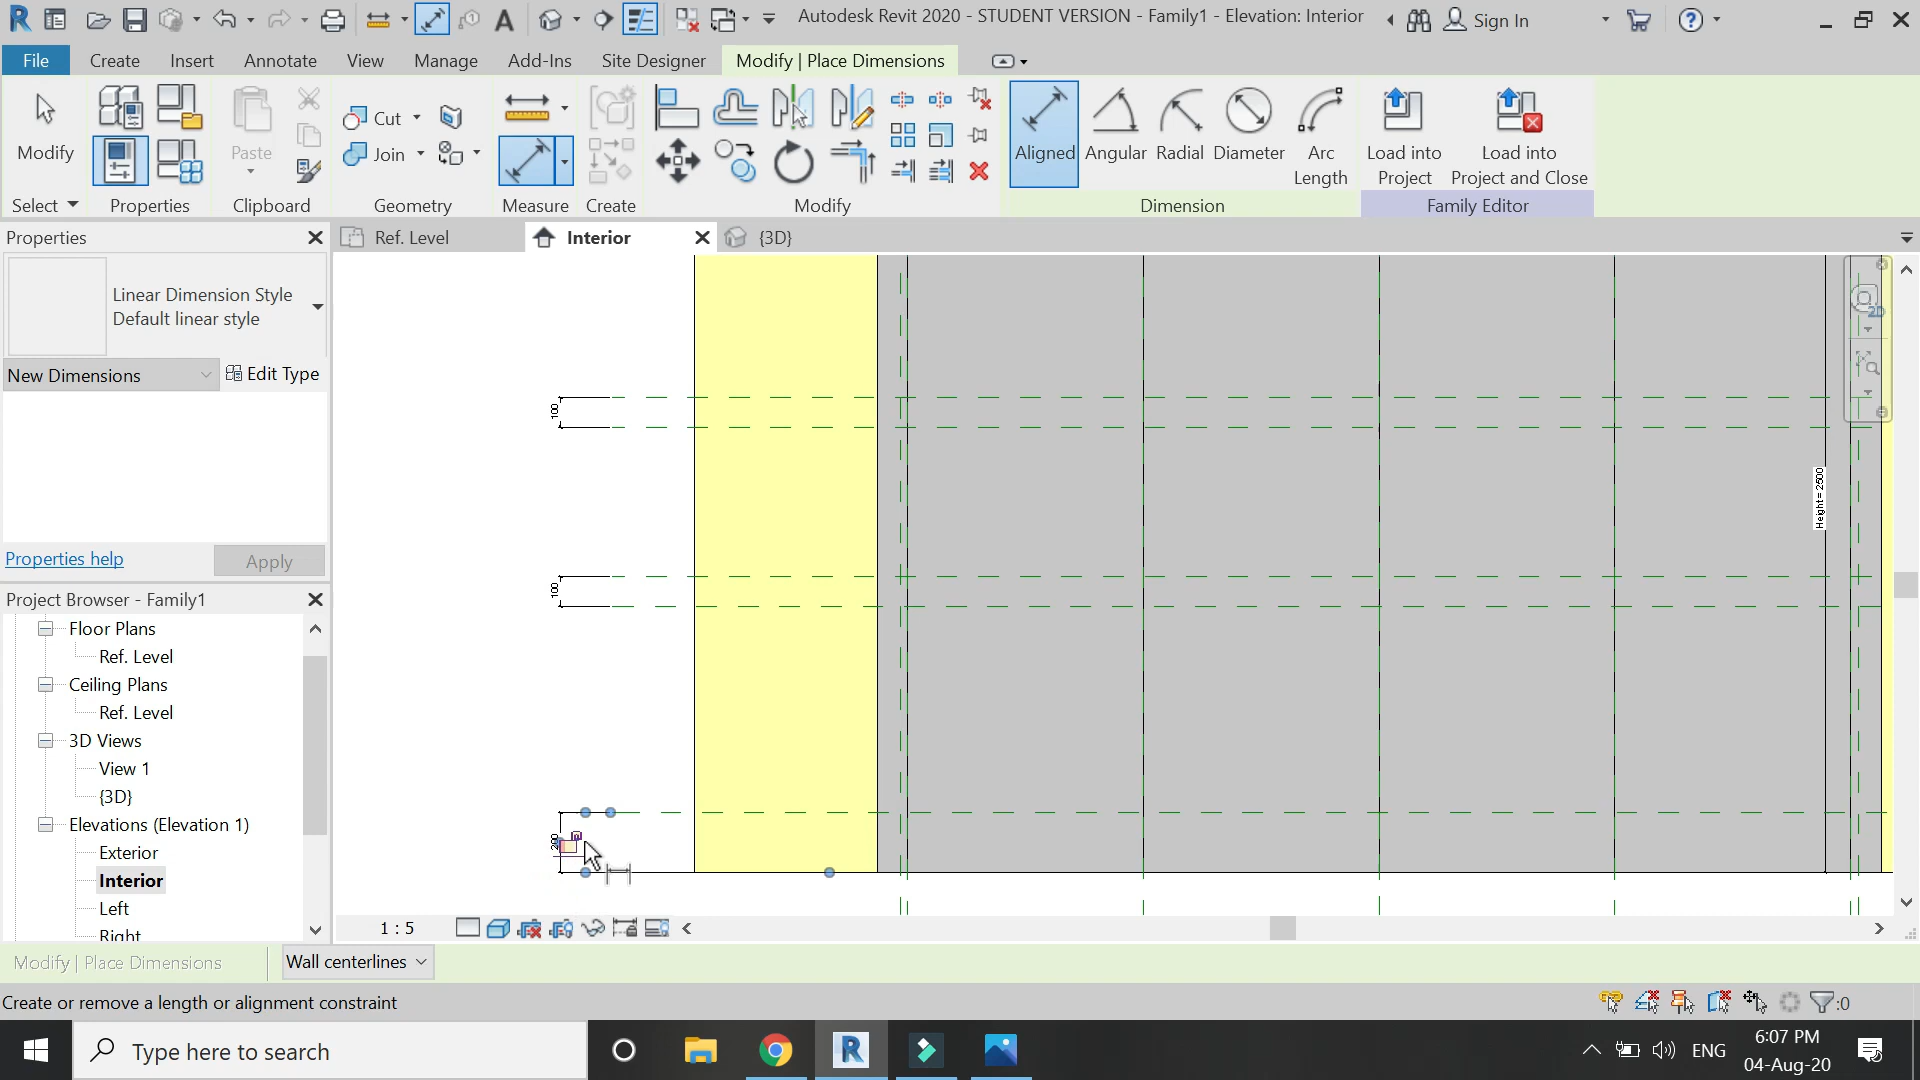 Autodesk Revit 2020 - STUDENT VERSION - Family1 - Elevation: Interior
Sign In
File
Create
Insert
Annotate
View
Manage
Add-Ins
Site Designer
Modify | Place Dimensions
Modify
Paste
Cut
Join
Aligned
Angular
Radial
Diameter
Arc
Length
Load into
Project
Load into
Project and Close
Select
Properties
Clipboard
Geometry
Measure
Create
Modify
Dimension
Family Editor
Properties
Ref. Level
Interior
{3D}
Linear Dimension Style
Default linear style
New Dimensions
Edit Type
Properties help
Apply
Project Browser - Family1
Floor Plans
Ref. Level
Ceiling Plans
Ref. Level
3D Views
View 1
{3D}
Elevations (Elevation 1)
Exterior
Interior
Left
Right
100
100
200
Height = 2500
2D
1 : 5
Modify | Place Dimensions
Wall centerlines
Create or remove a length or alignment constraint
:0
Type here to search
ENG
6:07 PM
04-Aug-20